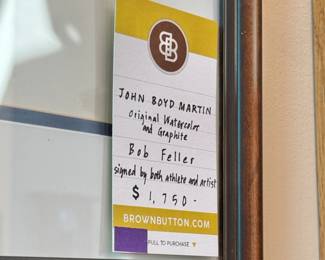 B B
JOHN BOYD MARTIN
Original Watercolor
and Graphite
Bob Feller
signed by both athlete and artist
$ 1,750-
BROWNBUTTON.COM
PULL TO PURCHASE